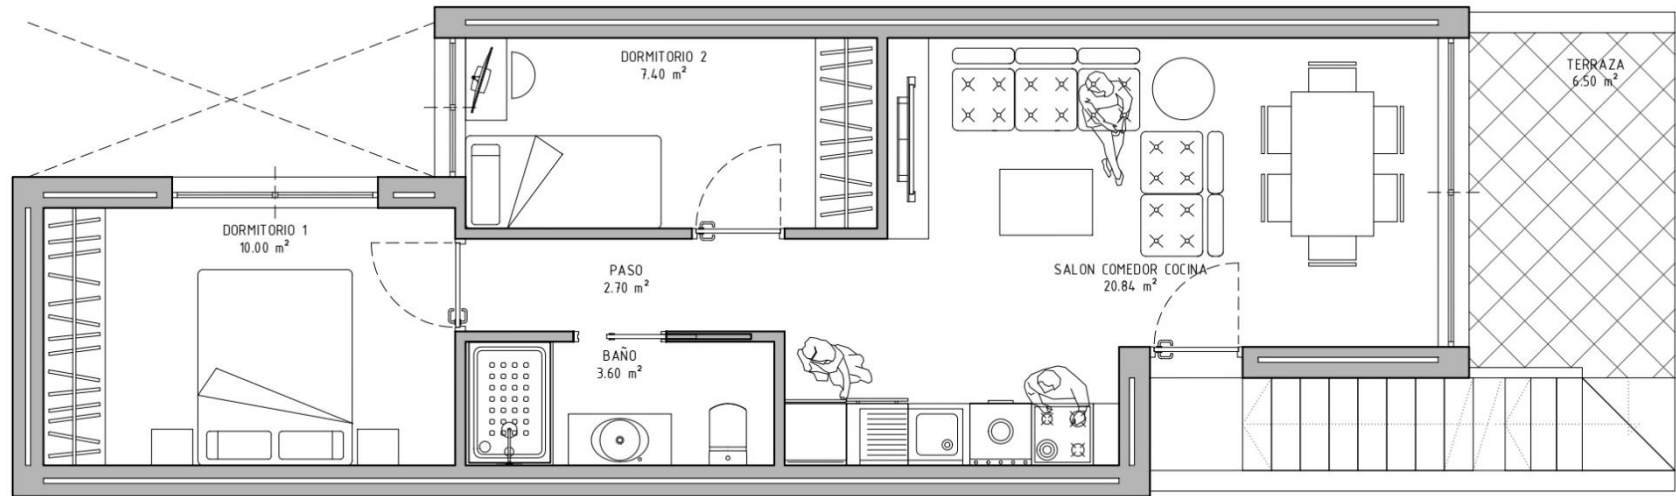 DORMITORIO 2
7.40 m²
TERRAZA
6.50 m²
DORMITORIO 1
10.00 m²
PASO
2.70 m²
SALON COMEDOR COCINA
20.84 m²
BAÑO
3.60 m²